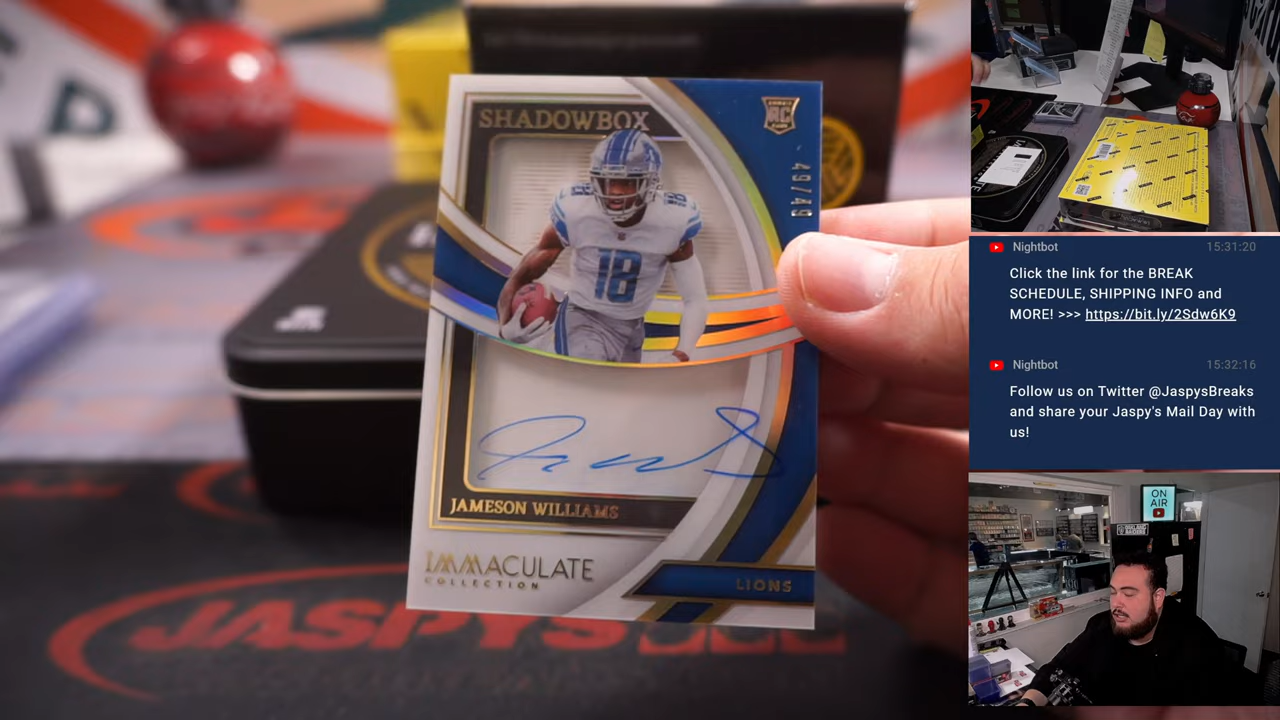 SHADOWBOX
RC
49/49
18
18
JAMESON WILLIAMS
IMMACULATE
COLLECTION
LIONS
JASPYS
Nightbot
15:31:20
Click the link for the BREAK
SCHEDULE, SHIPPING INFO and
MORE! >>> https://bit.ly/2Sdw6K9
Nightbot
15:32:16
Follow us on Twitter @JaspysBreaks
and share your Jaspy's Mail Day with
us!
ON
AIR